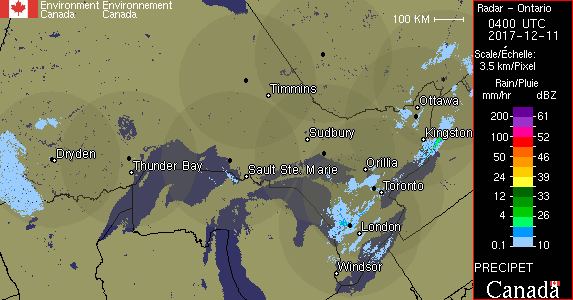 Environment Environnement
Canada Canada
100 KM
Timmins
Ottawa
Sudbury
Kingston
Dryden
Thunder Bay
Sault Ste. Marie
Orillia
Toronto
London
Windsor
Radar - Ontario
0400 UTC
2017-12-11
Scale/Échelle:
3.5 km/Pixel
Rain/Pluie
mm/hr dBZ
200 61
100 52
50 46
24 39
12 33
4 26
0.1 10
PRECIPET
Canada